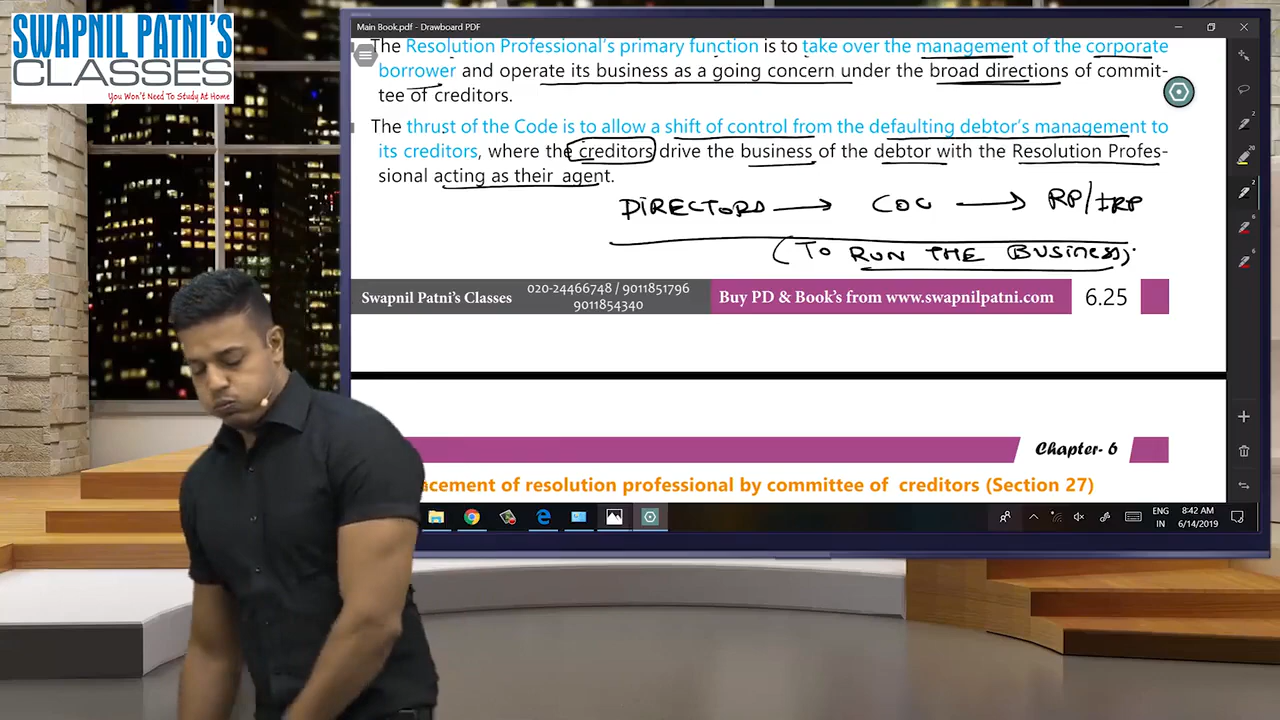 SWAPNIL PATNI'S
CLASSES
You Won't Need To Study At Home
Main Book.pdf - Drawboard PDF
The Resolution Professional's primary function is to take over the management of the corporate
borrower and operate its business as a going concern under the broad directions of commit-
tee of creditors.
The thrust of the Code is to allow a shift of control from the defaulting debtor's management to
its creditors, where the creditors drive the business of the debtor with the Resolution Profes-
sional acting as their agent.
DIRECTORS → COC → RP/IRP
(TO RUN THE BUSINESS)
Swapnil Patni's Classes
020-24466748 / 9011851796
9011854340
Buy PD & Book's from www.swapnilpatni.com
6.25
Chapter- 6
acement of resolution professional by committee of creditors (Section 27)
ENG
IN
8:42 AM
6/14/2019